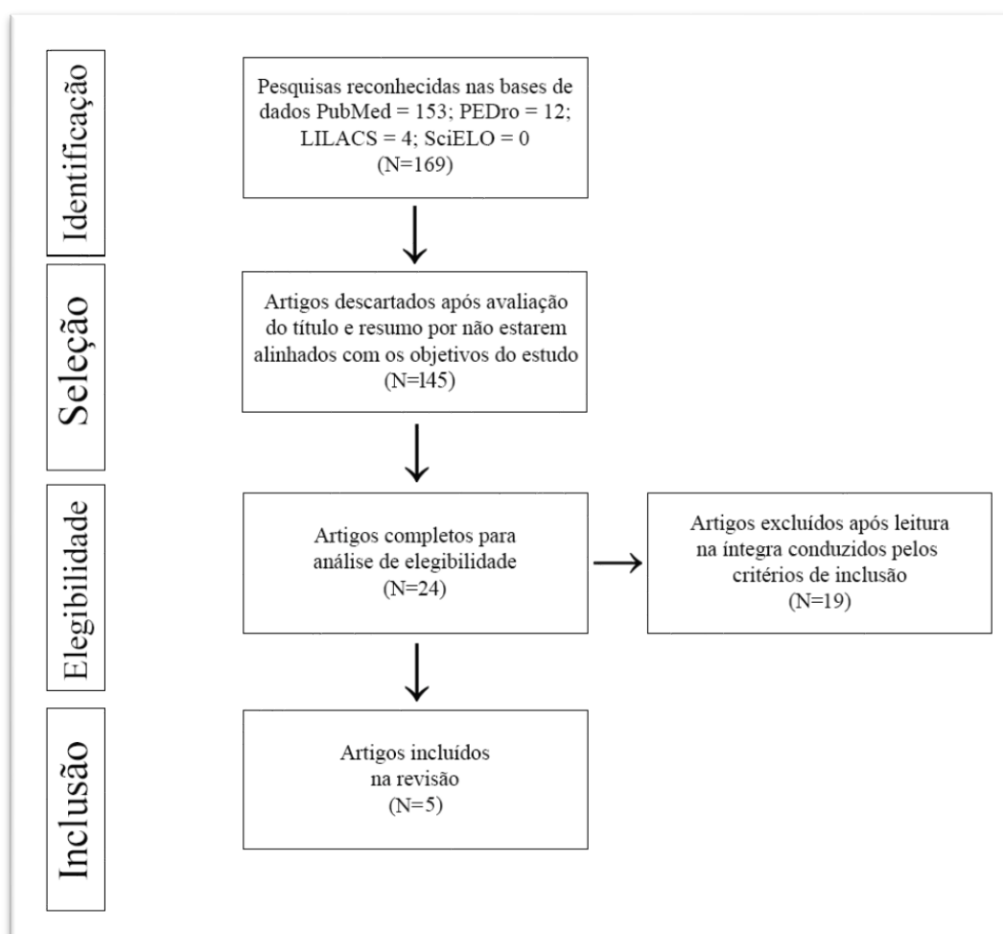 Identificação
Pesquisas reconhecidas nas bases de
dados PubMed = 153; PEDro = 12;
LILACS = 4; SciELO = 0
(N=169)
Seleção
Artigos descartados após avaliação
do título e resumo por não estarem
alinhados com os objetivos do estudo
(N=145)
Elegibilidade
Artigos completos para
análise de elegibilidade
(N=24)
Artigos excluídos após leitura
na íntegra conduzidos pelos
critérios de inclusão
(N=19)
Inclusão
Artigos incluídos
na revisão
(N=5)